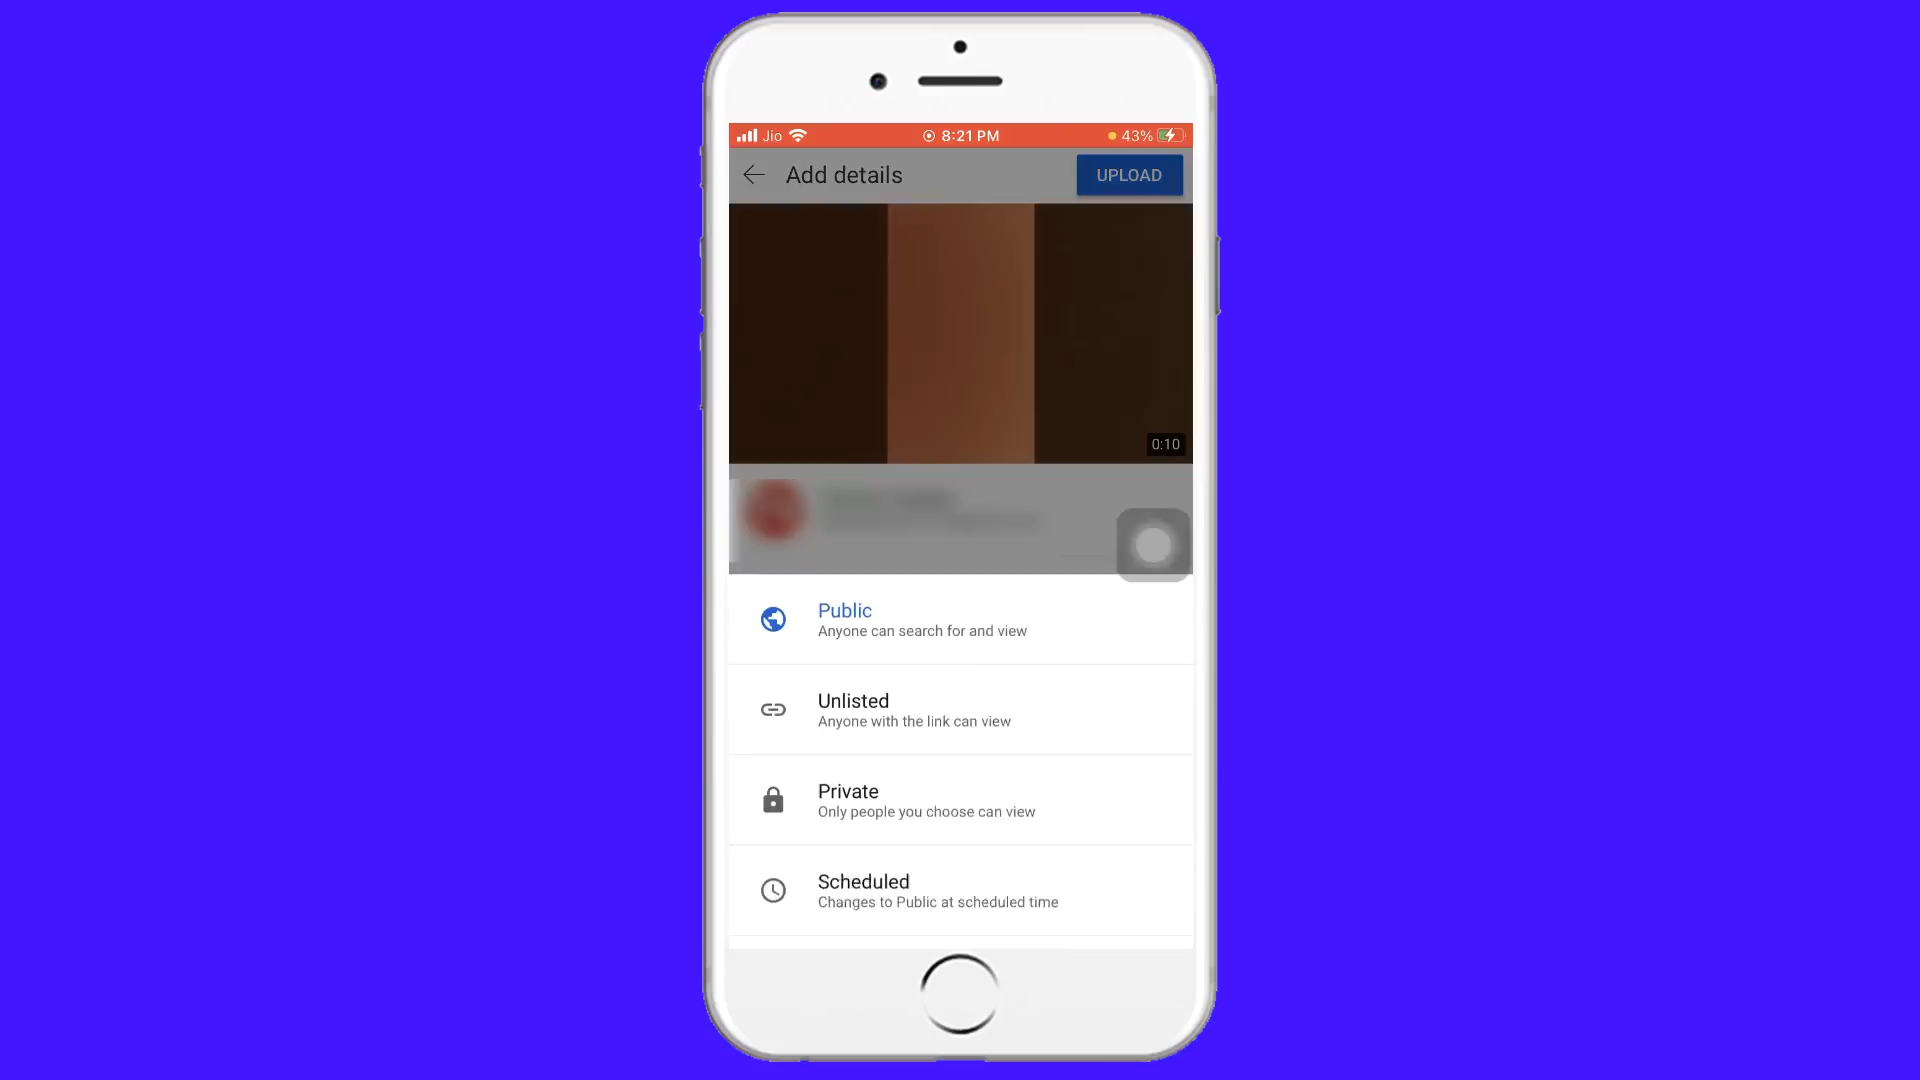 Jio 8:21 PM 43%
Add details UPLOAD
0:10
Public
Anyone can search for and view
Unlisted
Anyone with the link can view
Private
Only people you choose can view
Scheduled
Changes to Public at scheduled time